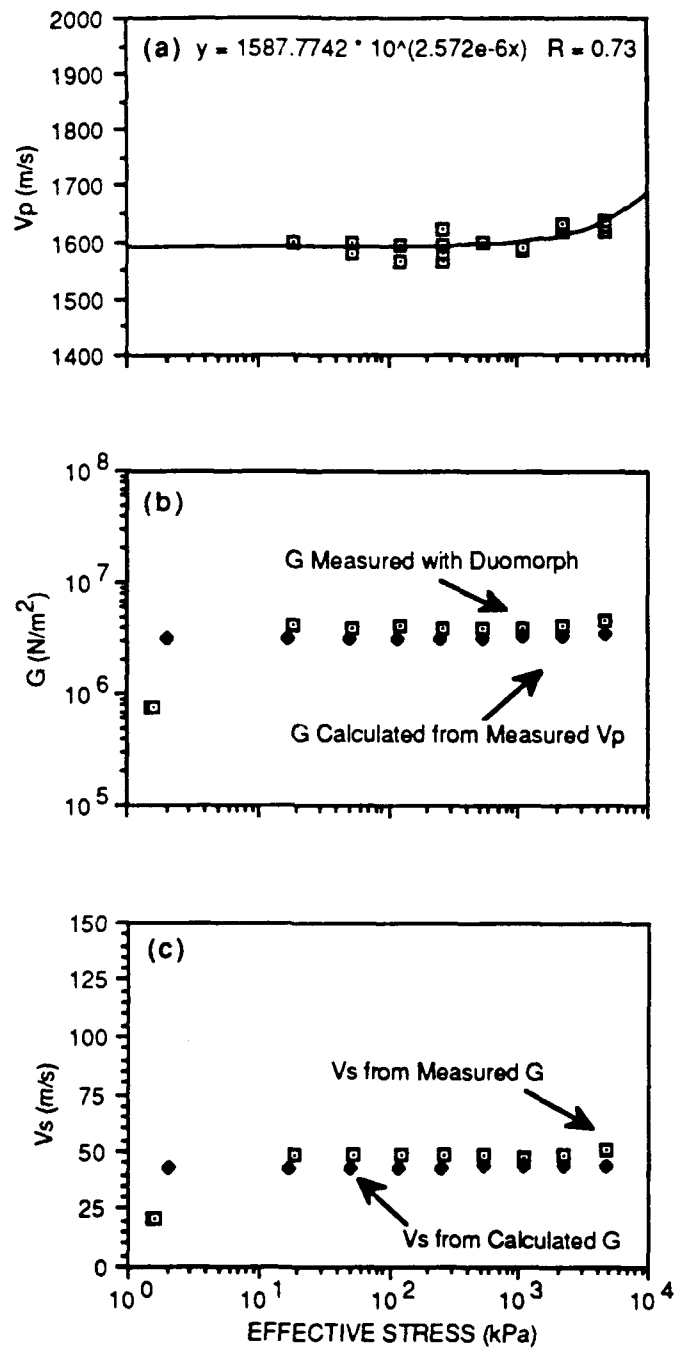 (a) y = 1587.7742 * 10^(2.572e-6x) R = 0.73
2000
1900
1800
1700
1600
1500
1400
Vp (m/s)
(b)
10^8
10^7
10^6
10^5
G (N/m^2)
G Measured with Duomorph
G Calculated from Measured Vp
(c)
150
125
100
75
50
25
0
Vs (m/s)
Vs from Measured G
Vs from Calculated G
10^0 10^1 10^2 10^3 10^4
EFFECTIVE STRESS (kPa)